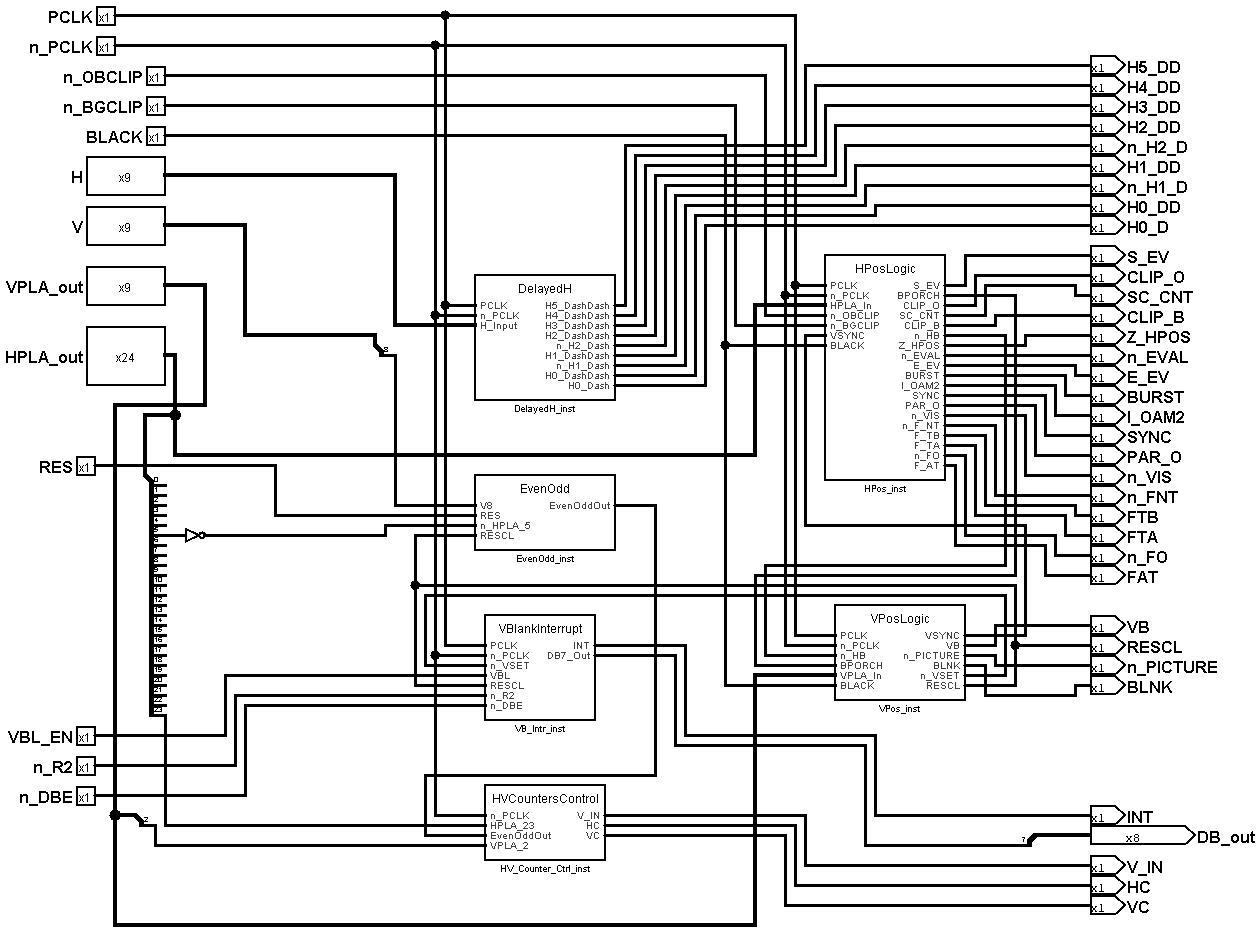 PCLK x1
n_PCLK x1
n_OBCLIP x1
n_BGCLIP x1
BLACK x1
H x9
V x9
VPLA_out x9
HPLA_out x24
RES x1
VBL_EN x1
n_R2 x1
n_DBE x1
8
0
1
2
3
4
5
6
7
8
9
10
11
12
13
14
15
16
17
18
19
20
21
22
23
2
DelayedH
PCLK
n_PCLK
H_Input
H5_DashDash
H4_DashDash
H3_DashDash
H2_DashDash
n_H2_Dash
H1_DashDash
n_H1_Dash
H0_DashDash
H0_Dash
DelayedH_inst
EvenOdd
V8
RES
n_HPLA_5
RESCL
EvenOddOut
EvenOdd_inst
VBlankInterrupt
PCLK
n_PCLK
n_VSET
VBL
RESCL
n_R2
n_DBE
INT
DB7_Out
VB_Intr_inst
HVCountersControl
n_PCLK
HPLA_23
EvenOddOut
VPLA_2
V_IN
HC
VC
HV_Counter_Ctrl_inst
HPosLogic
PCLK
n_PCLK
HPLA_In
n_OBCLIP
n_BGCLIP
VSYNC
BLACK
S_EV
BPORCH
CLIP_O
SC_CNT
CLIP_B
n_HB
Z_HPOS
n_EVAL
E_EV
BURST
I_OAM2
SYNC
PAR_O
n_VIS
n_F_NT
F_TB
F_TA
n_FO
F_AT
HPos_inst
VPosLogic
PCLK
n_PCLK
n_HB
BPORCH
VPLA_In
BLACK
VSYNC
VB
n_PICTURE
BLNK
n_VSET
RESCL
VPos_inst
x1 H5_DD
x1 H4_DD
x1 H3_DD
x1 H2_DD
x1 n_H2_D
x1 H1_DD
x1 n_H1_D
x1 H0_DD
x1 H0_D
x1 S_EV
x1 CLIP_O
x1 SC_CNT
x1 CLIP_B
x1 Z_HPOS
x1 n_EVAL
x1 E_EV
x1 BURST
x1 I_OAM2
x1 SYNC
x1 PAR_O
x1 n_VIS
x1 n_FNT
x1 FTB
x1 FTA
x1 n_FO
x1 FAT
x1 VB
x1 RESCL
x1 n_PICTURE
x1 BLNK
x1 INT
7
x8 DB_out
x1 V_IN
x1 HC
x1 VC